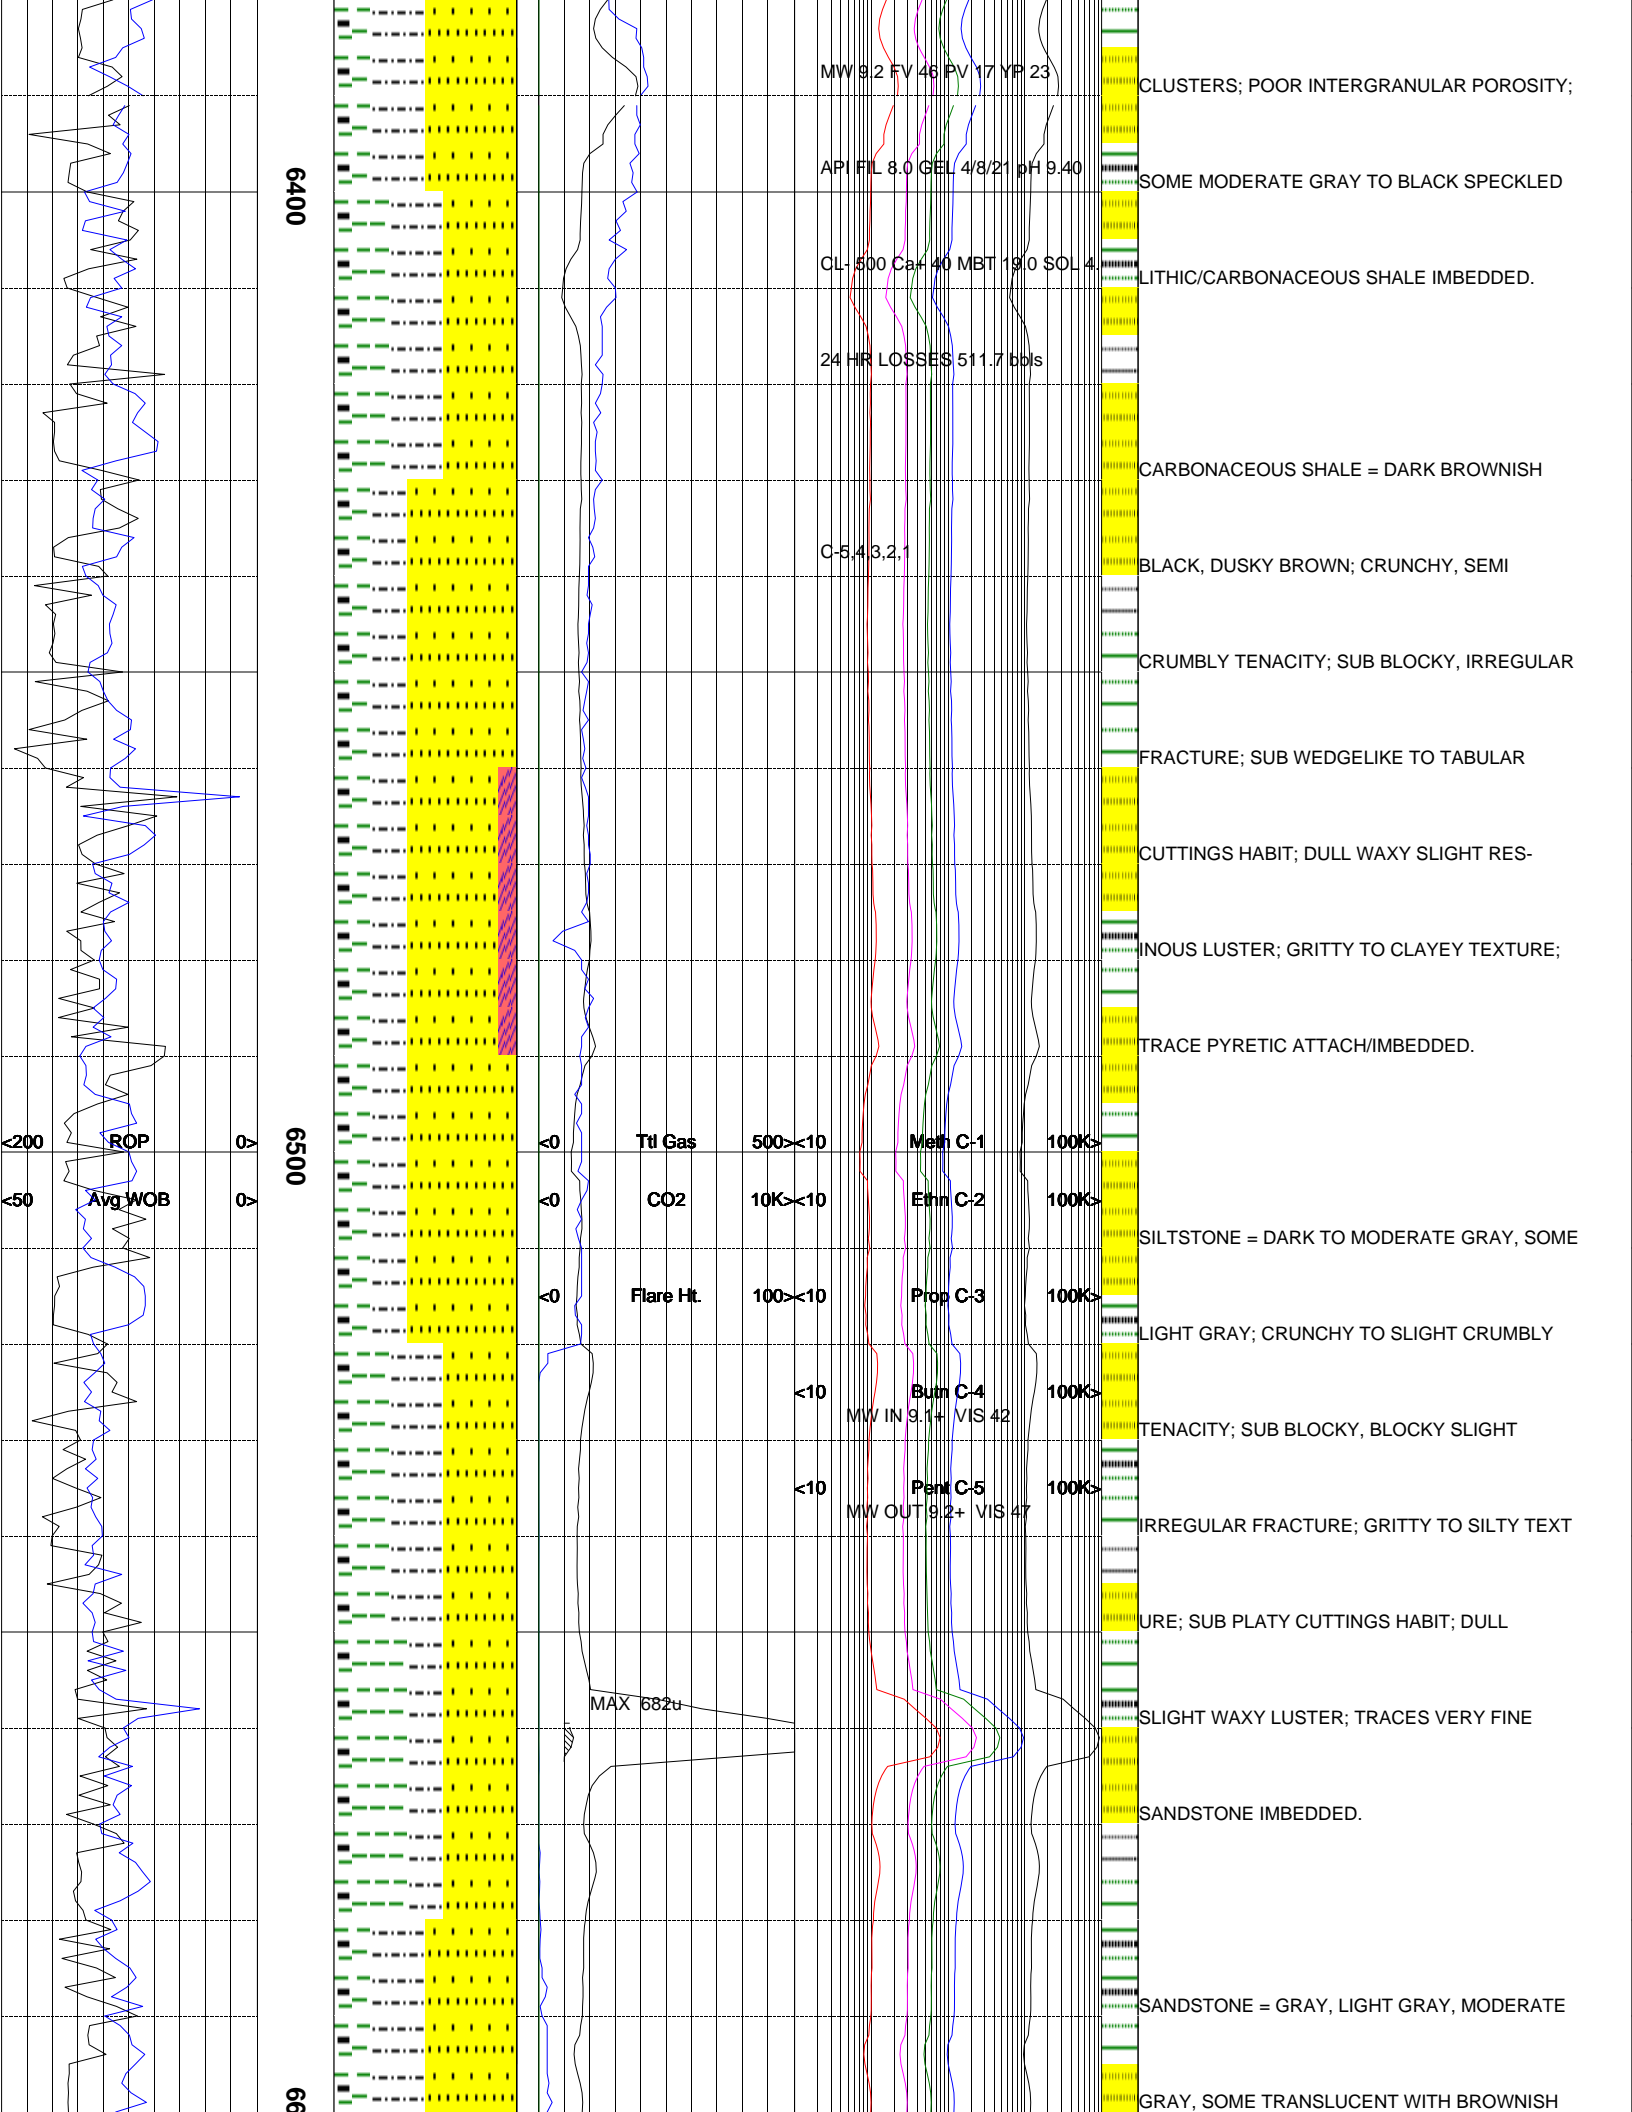 MW 9.2 FV 46 PV 17 YP 23
CLUSTERS; POOR INTERGRANULAR POROSITY;
API FIL 8.0 GEL 4/8/21 pH 9.40
6400
SOME MODERATE GRAY TO BLACK SPECKLED
CL- 500 Ca+ 40 MBT 19.0 SOL 4.
LITHIC/CARBONACEOUS SHALE IMBEDDED.
24 HR LOSSES 511.7 bbls
CARBONACEOUS SHALE = DARK BROWNISH
C-5,4,3,2,1
BLACK, DUSKY BROWN; CRUNCHY, SEMI
CRUMBLY TENACITY; SUB BLOCKY, IRREGULAR
FRACTURE; SUB WEDGELIKE TO TABULAR
CUTTINGS HABIT; DULL WAXY SLIGHT RES-
INOUS LUSTER; GRITTY TO CLAYEY TEXTURE;
TRACE PYRETIC ATTACH/IMBEDDED.
<200 ROP 0>
6500
<0 Ttl Gas 500>
<10 Meth C-1 100K>
<50 Avg WOB 0>
<0 CO2 10K>
<10 Ethn C-2 100K>
SILTSTONE = DARK TO MODERATE GRAY, SOME
<0 Flare Ht. 100>
<10 Prop C-3 100K>
LIGHT GRAY; CRUNCHY TO SLIGHT CRUMBLY
<10 Butn C-4 100K>
MW IN 9.1+ VIS 42
TENACITY; SUB BLOCKY, BLOCKY SLIGHT
<10 Pent C-5 100K>
MW OUT 9.2+ VIS 47
IRREGULAR FRACTURE; GRITTY TO SILTY TEXT
URE; SUB PLATY CUTTINGS HABIT; DULL
MAX 682u
SLIGHT WAXY LUSTER; TRACES VERY FINE
SANDSTONE IMBEDDED.
SANDSTONE = GRAY, LIGHT GRAY, MODERATE
66
GRAY, SOME TRANSLUCENT WITH BROWNISH